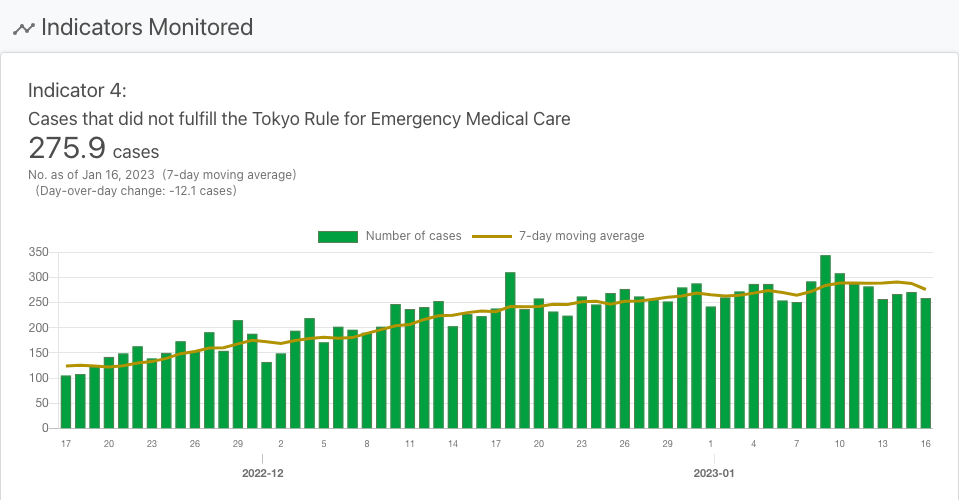 Indicators Monitored
Indicator 4:
Cases that did not fulfill the Tokyo Rule for Emergency Medical Care
275.9 cases
No. as of Jan 16, 2023 (7-day moving average)
(Day-over-day change: -12.1 cases)
Number of cases 7-day moving average
350
300
250
200
150
100
50
0
17 20 23 26 29 2 5 8 11 14 17 20 23 26 29 1 4 7 10 13 16
2022-12 2023-01